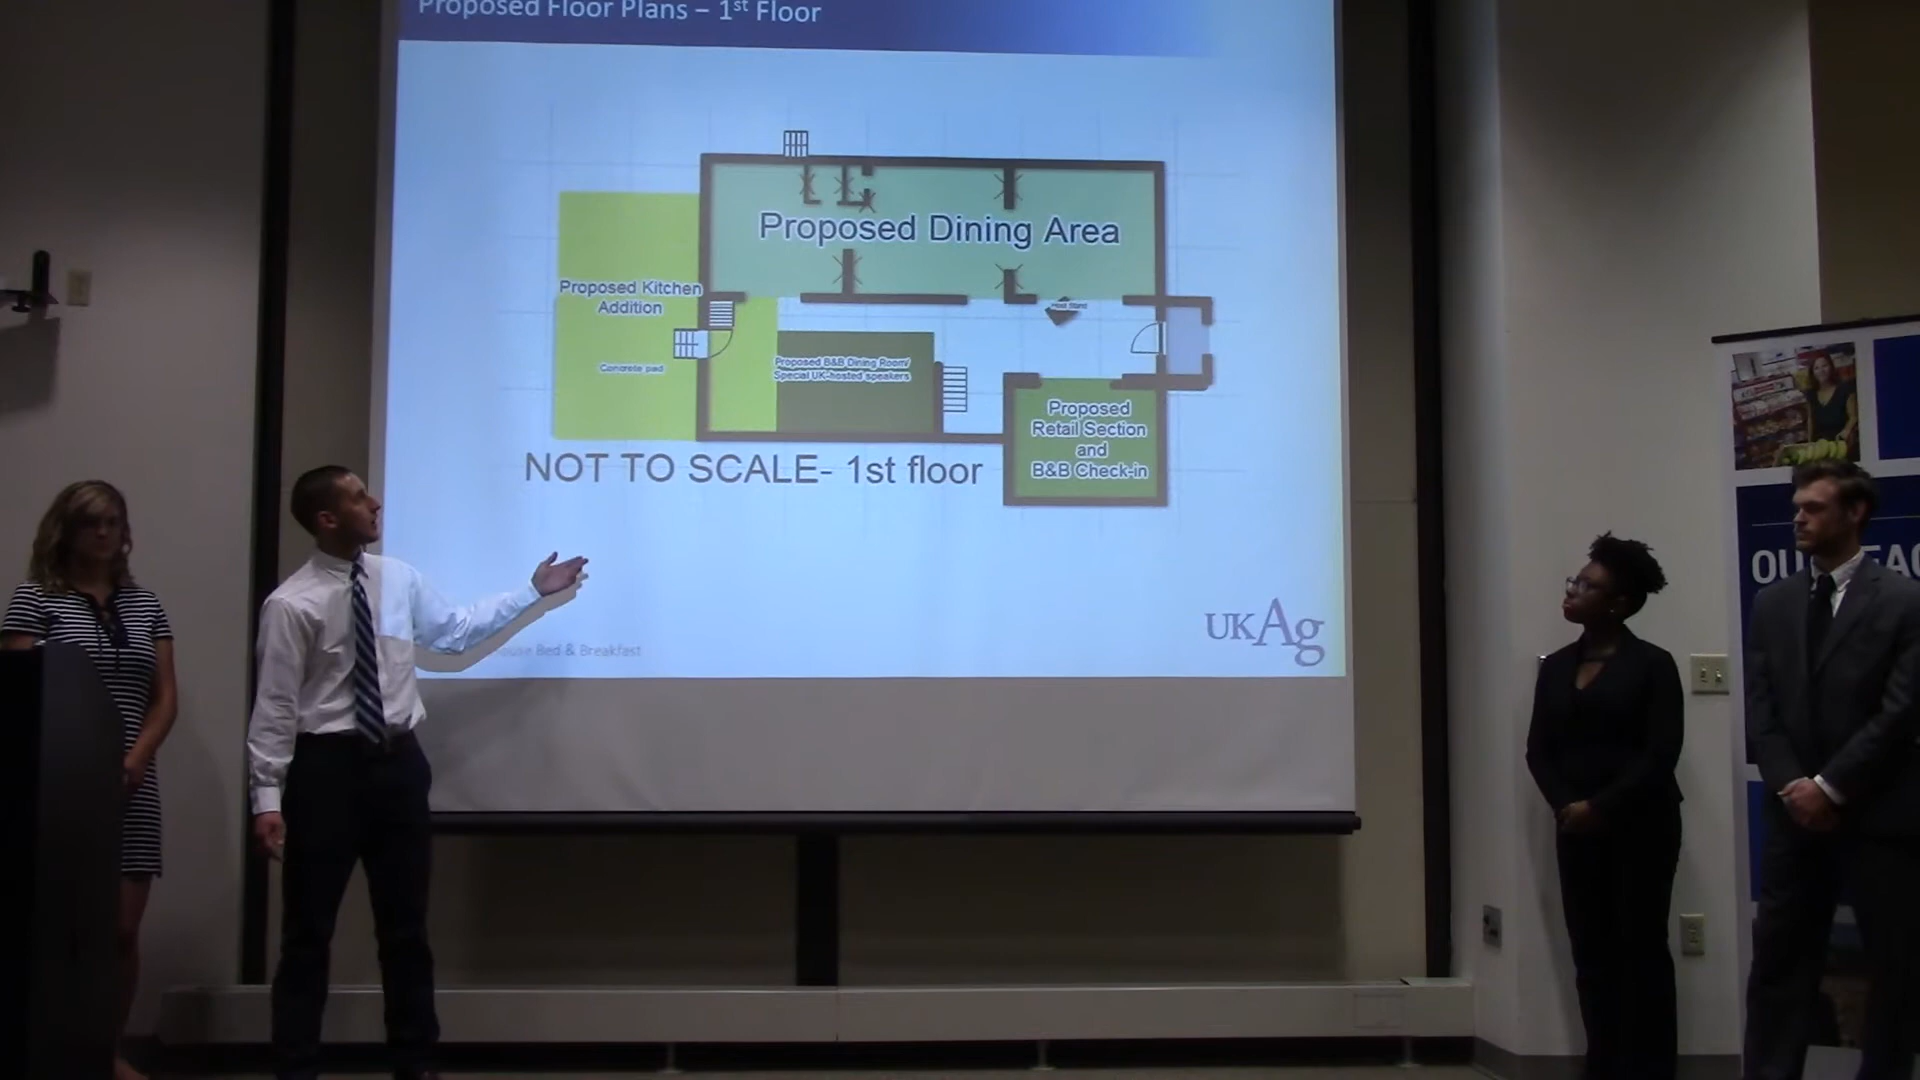 Proposed Floor Plans – 1st Floor
Proposed Dining Area
Proposed Kitchen
Addition
Host Stand
Concrete pad
Proposed B&B Dining Room/
Special UK-hosted speakers
Proposed
Retail Section
and
B&B Check-in
NOT TO SCALE- 1st floor
UKAg
Bed & Breakfast